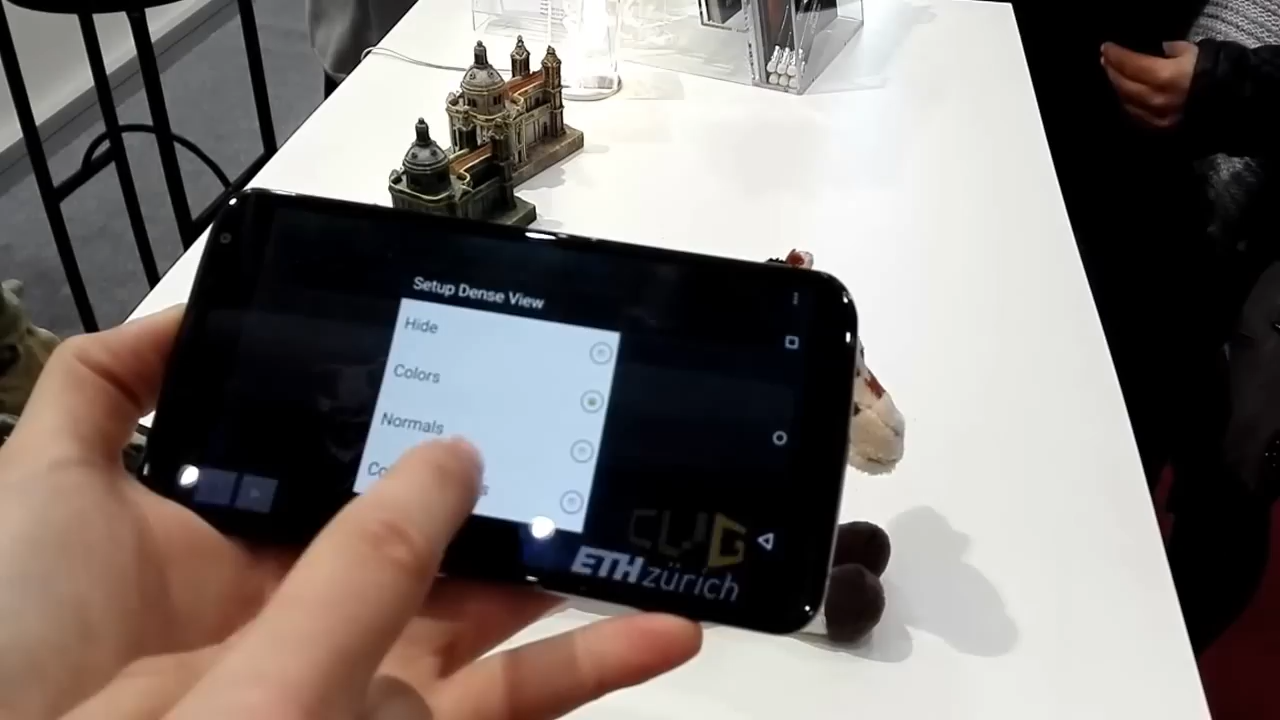 Setup Dense View
Hide
Colors
Normals
CVG
ETH zürich